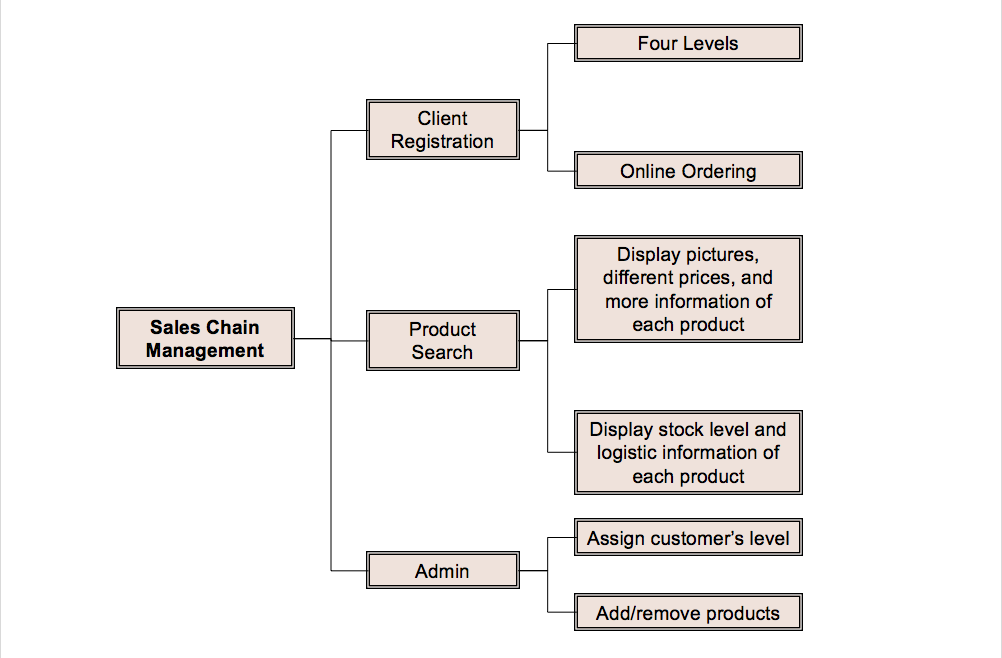 Sales Chain
Management
Client
Registration
Four Levels
Online Ordering
Product
Search
Display pictures,
different prices, and
more information of
each product
Display stock level and
logistic information of
each product
Admin
Assign customer’s level
Add/remove products